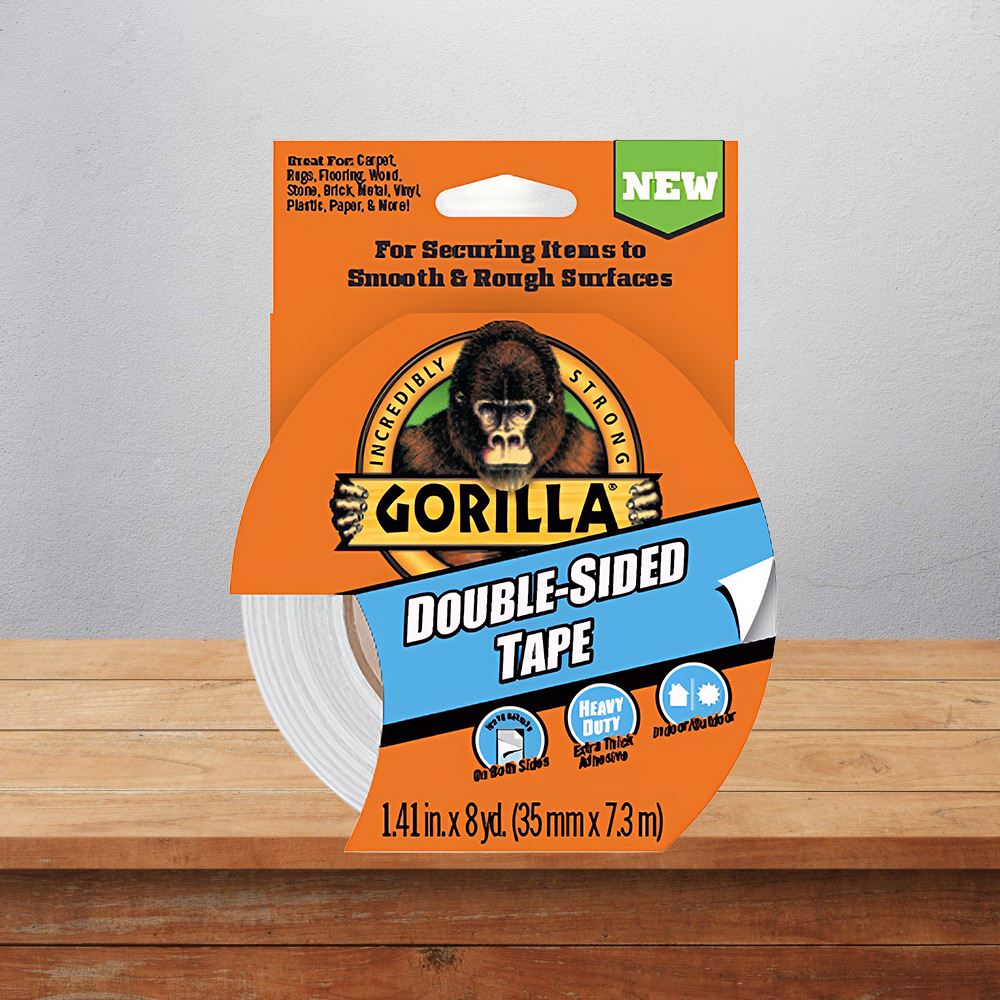 Great For: Carpet,
Rugs, Flooring, Wood,
Stone, Brick, Metal, Vinyl,
Plastic, Paper, & More!
NEW
For Securing Items to
Smooth & Rough Surfaces
INCREDIBLY STRONG
GORILLA®
DOUBLE-SIDED
TAPE
On Both Sides
HEAVY
DUTY
Extra Thick
Adhesive
Indoor/Outdoor
1.41 in. x 8 yd. (35 mm x 7.3 m)